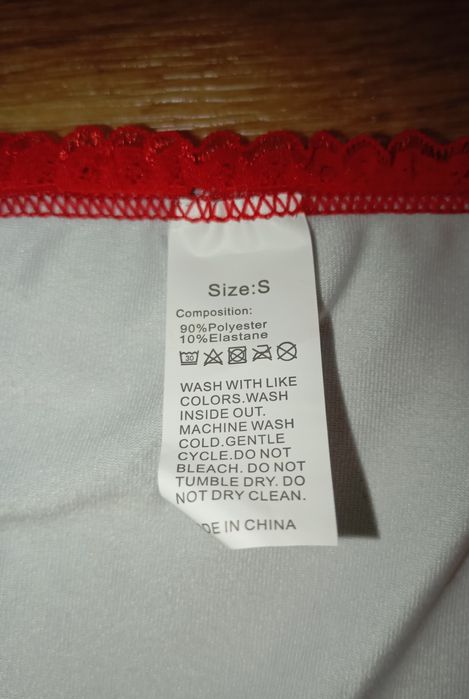 Size:S
Composition:
90%Polyester
10%Elastane
30
WASH WITH LIKE
COLORS.WASH
INSIDE OUT.
MACHINE WASH
COLD.GENTLE
CYCLE.DO NOT
BLEACH. DO NOT
TUMBLE DRY. DO
NOT DRY CLEAN.
DE IN CHINA